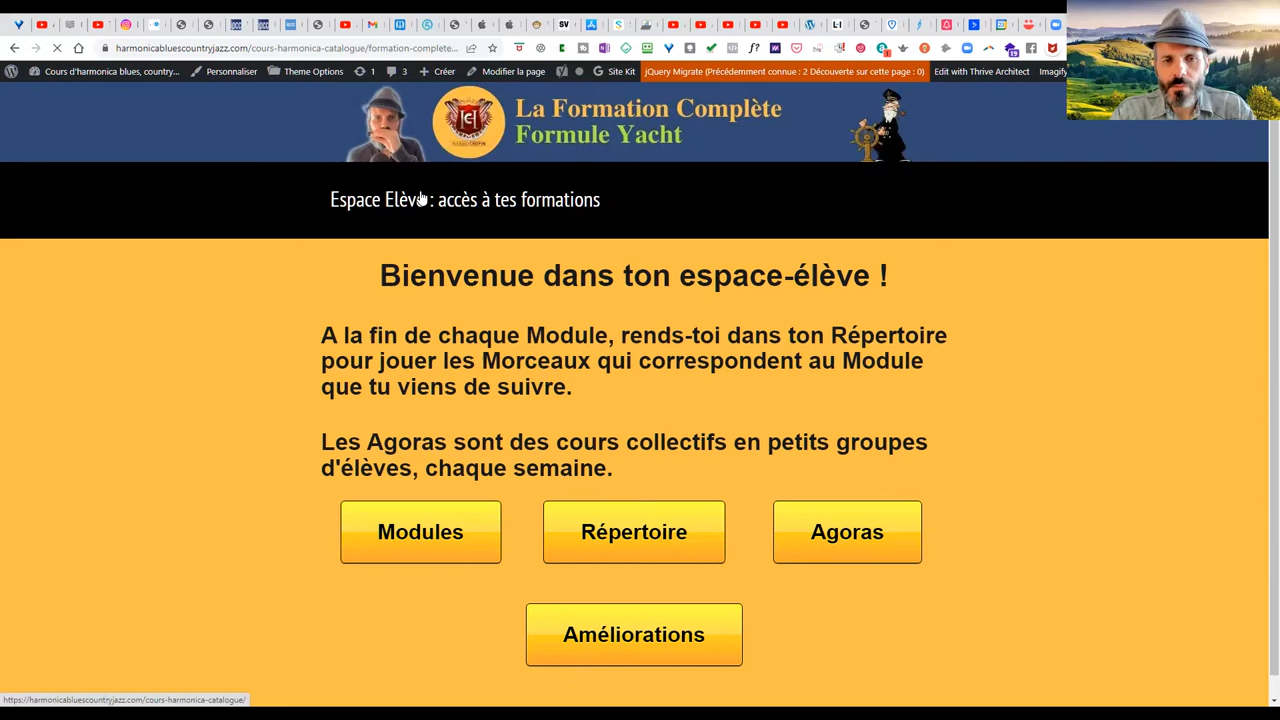 harmonicabluescountryjazz.com/cours-harmonica-catalogue/formation-complete...
Cours d'harmonica blues, country... Personnaliser Theme Options 1 3 Créer Modifier la page Site Kit jQuery Migrate (Précédemment connue : 2 Découverte sur cette page : 0) Edit with Thrive Architect Imagify
La Formation Complète
Formule Yacht
Espace Elève : accès à tes formations
Bienvenue dans ton espace-élève !
A la fin de chaque Module, rends-toi dans ton Répertoire
pour jouer les Morceaux qui correspondent au Module
que tu viens de suivre.
Les Agoras sont des cours collectifs en petits groupes
d'élèves, chaque semaine.
Modules Répertoire Agoras
Améliorations
https://harmonicabluescountryjazz.com/cours-harmonica-catalogue/